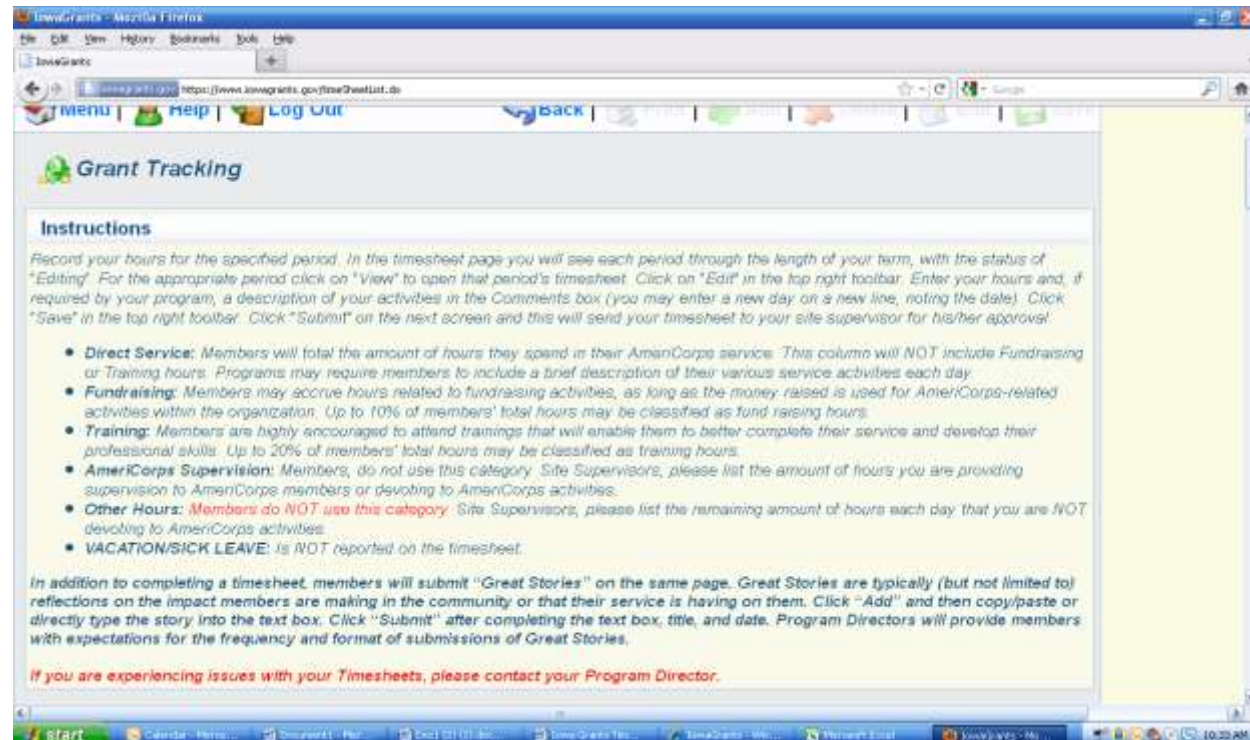 IowaGrants - Mozilla Firefox
File Edit View History Bookmarks Tools Help
IowaGrants
https://www.iowagrants.gov/timeSheetList.do
Menu | Help | Log Out Back | Print | Add | Delete | Edit | Save
Grant Tracking
Instructions
Record your hours for the specified period. In the timesheet page you will see each period through the length of your term, with the status of
"Editing". For the appropriate period click on "View" to open that period's timesheet. Click on "Edit" in the top right toolbar. Enter your hours and, if
required by your program, a description of your activities in the Comments box (you may enter a new day on a new line, noting the date). Click
"Save" in the top right toolbar. Click "Submit" on the next screen and this will send your timesheet to your site supervisor for his/her approval.
• Direct Service: Members will total the amount of hours they spend in their AmeriCorps service. This column will NOT include Fundraising
or Training hours. Programs may require members to include a brief description of their various service activities each day.
• Fundraising: Members may accrue hours related to fundraising activities, as long as the money raised is used for AmeriCorps-related
activities within the organization. Up to 10% of members' total hours may be classified as fund raising hours.
• Training: Members are highly encouraged to attend trainings that will enable them to better complete their service and develop their
professional skills. Up to 20% of members' total hours may be classified as training hours.
• AmeriCorps Supervision: Members, do not use this category. Site Supervisors, please list the amount of hours you are providing
supervision to AmeriCorps members or devoting to AmeriCorps activities.
• Other Hours: Members do NOT use this category. Site Supervisors, please list the remaining amount of hours each day that you are NOT
devoting to AmeriCorps activities.
• VACATION/SICK LEAVE: is NOT reported on the timesheet.
In addition to completing a timesheet, members will submit "Great Stories" on the same page. Great Stories are typically (but not limited to)
reflections on the impact members are making in the community or that their service is having on them. Click "Add" and then copy/paste or
directly type the story into the text box. Click "Submit" after completing the text box, title, and date. Program Directors will provide members
with expectations for the frequency and format of submissions of Great Stories.
If you are experiencing issues with your Timesheets, please contact your Program Director.
start Calendar - Microsoft Excel 10:35 AM